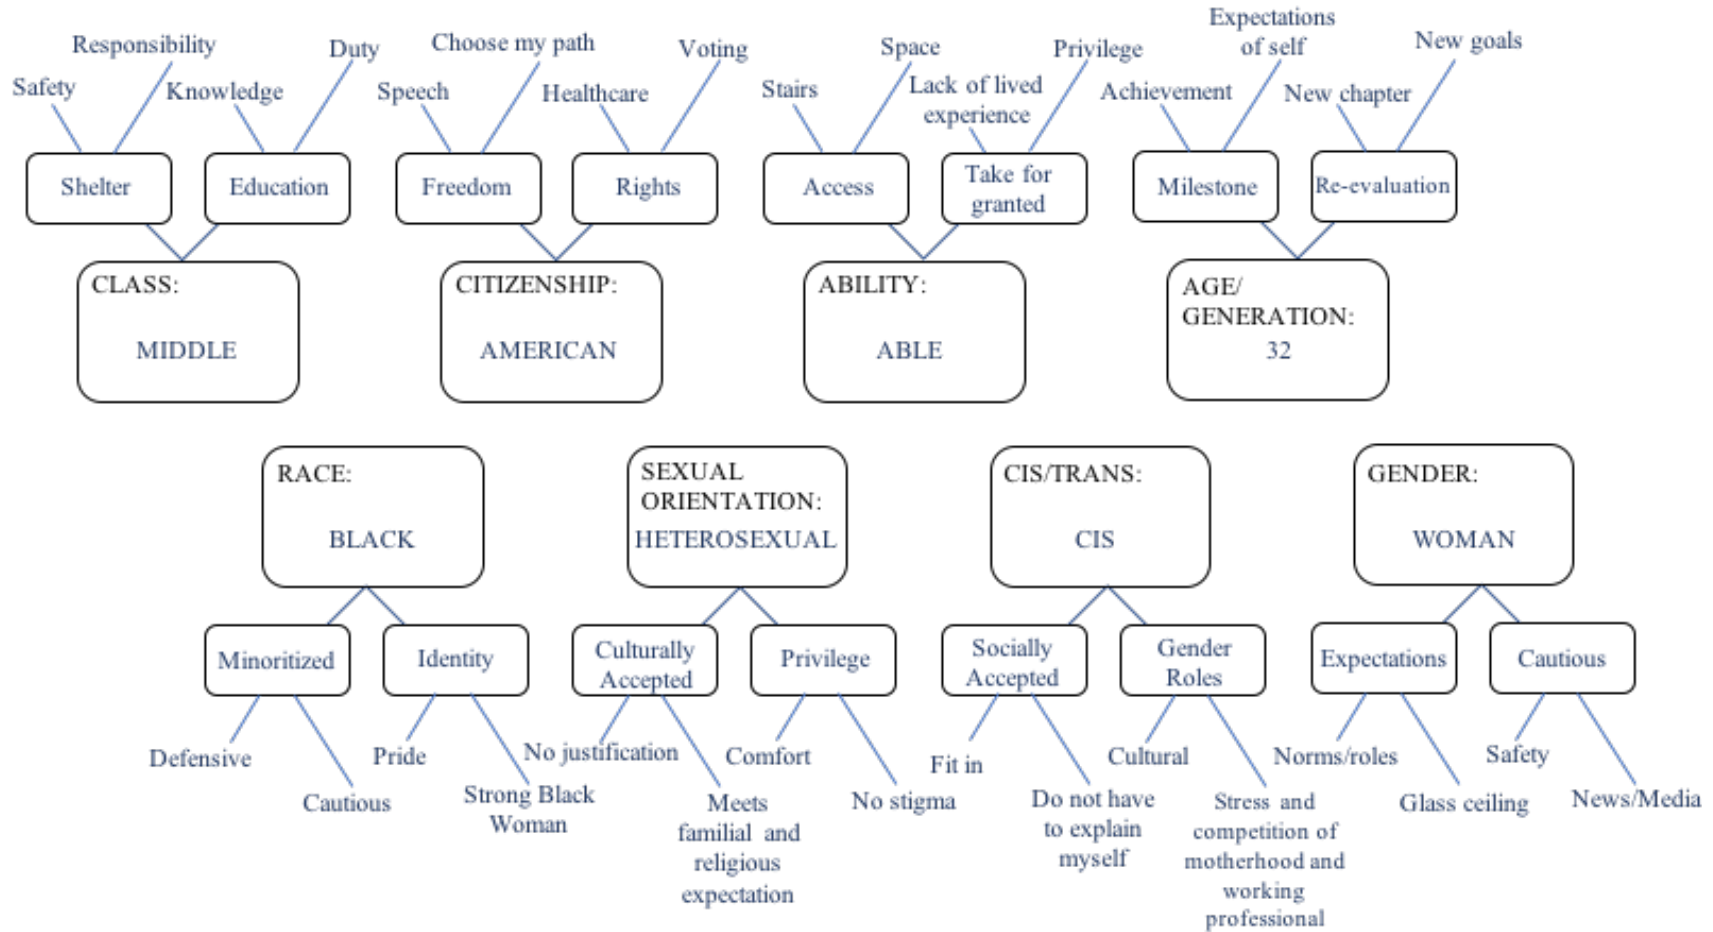 Responsibility
Safety
Knowledge
Duty
Shelter
Education
CLASS:
MIDDLE
Choose my path
Speech
Healthcare
Voting
Freedom
Rights
CITIZENSHIP:
AMERICAN
Space
Stairs
Lack of lived
experience
Privilege
Access
Take for
granted
ABILITY:
ABLE
Expectations
of self
Achievement
New chapter
New goals
Milestone
Re-evaluation
AGE/
GENERATION:
32
RACE:
BLACK
Minoritized
Identity
Defensive
Cautious
Pride
Strong Black
Woman
SEXUAL
ORIENTATION:
HETEROSEXUAL
Culturally
Accepted
Privilege
No justification
Meets
familial and
religious
expectation
Comfort
No stigma
CIS/TRANS:
CIS
Socially
Accepted
Gender
Roles
Fit in
Do not have
to explain
myself
Cultural
Stress and
competition of
motherhood and
working
professional
GENDER:
WOMAN
Expectations
Cautious
Norms/roles
Glass ceiling
Safety
News/Media